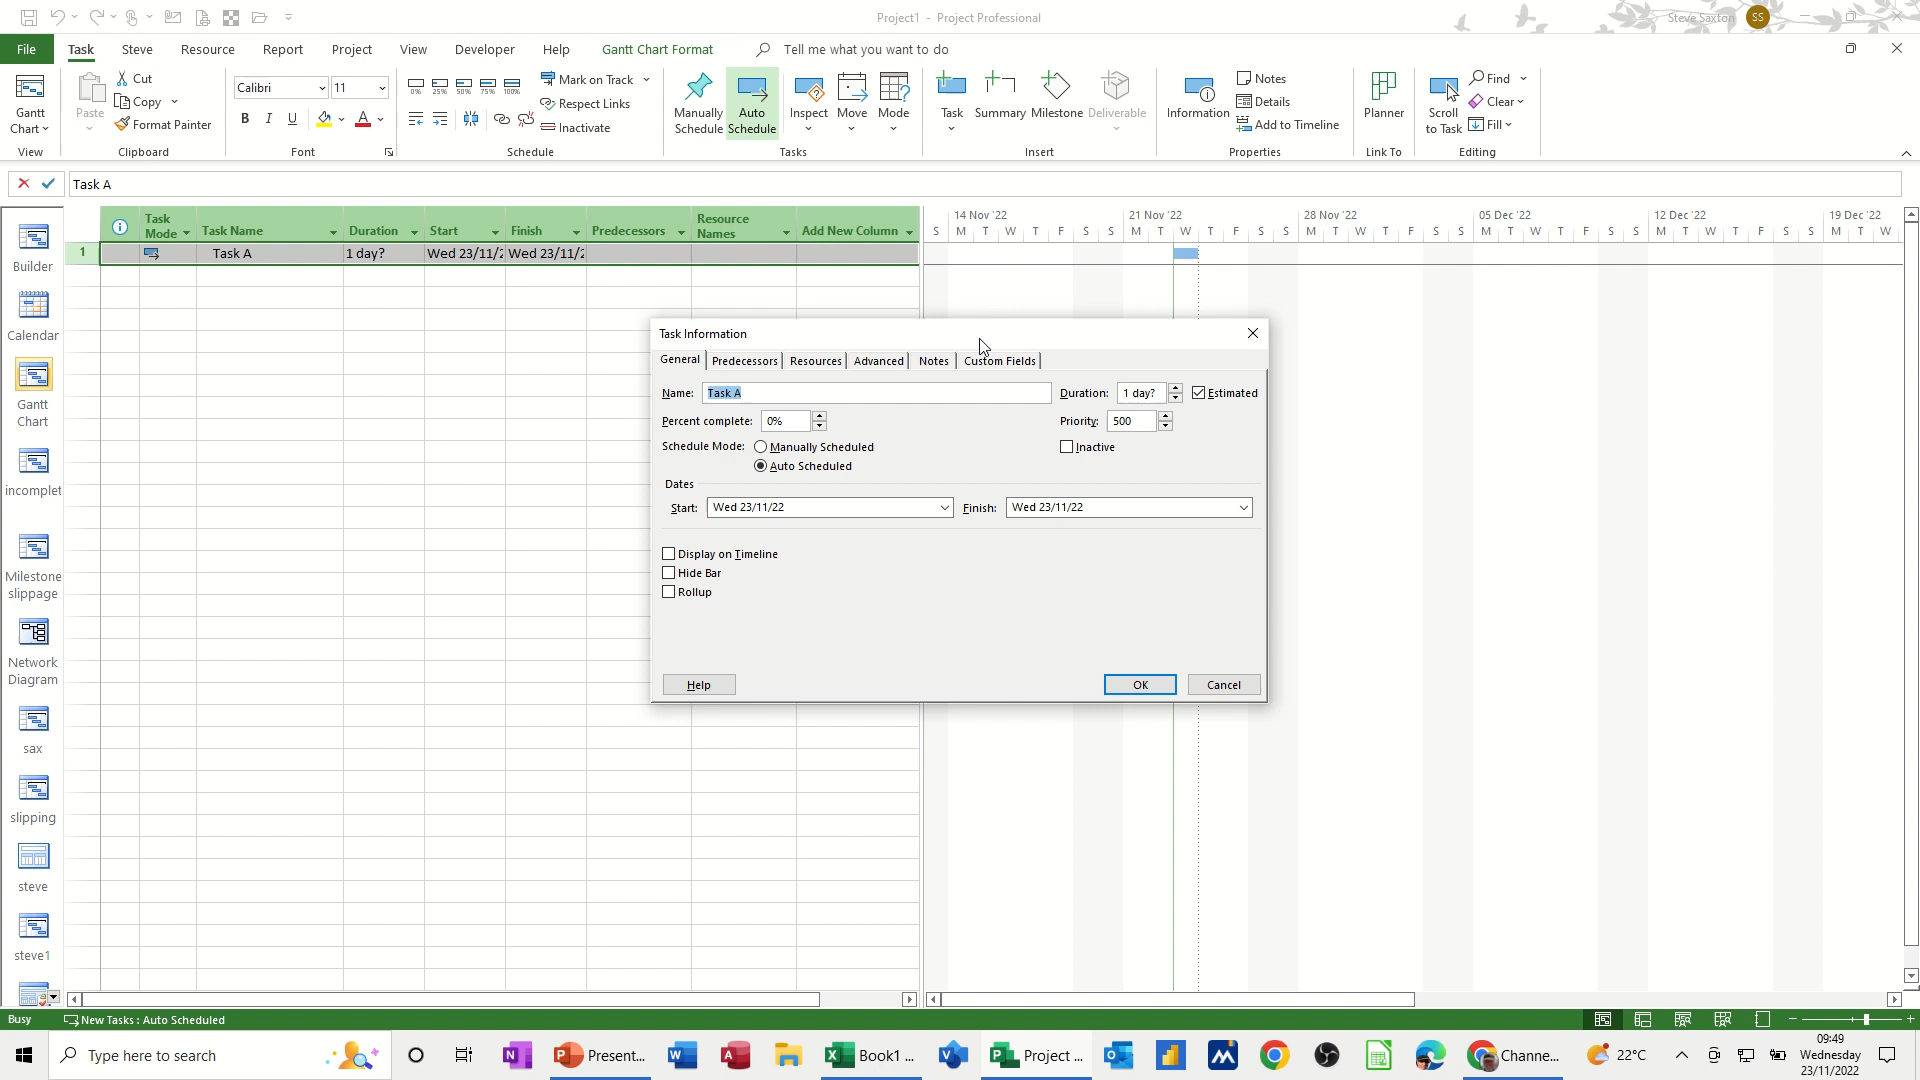 Project1 - Project Professional
Steve Saxton
SS
File Task Steve Resource Report Project View Developer Help Gantt Chart Format Tell me what you want to do
Gantt Chart
View
Paste
Cut
Copy
Format Painter
Clipboard
Calibri 11
B I U A
Font
0% 25% 50% 75% 100%
Mark on Track
Respect Links
Inactivate
Schedule
Manually Schedule
Auto Schedule
Inspect
Move
Mode
Tasks
Task
Summary
Milestone
Deliverable
Insert
Information
Notes
Details
Add to Timeline
Properties
Planner
Link To
Scroll to Task
Find
Clear
Fill
Editing
Task A
Builder
Calendar
Gantt Chart
incomplet
Milestone slippage
Network Diagram
sax
slipping
steve
steve1
Task Mode Task Name Duration Start Finish Predecessors Resource Names Add New Column
1 Task A 1 day? Wed 23/11/2 Wed 23/11/2
14 Nov '22 21 Nov '22 28 Nov '22 05 Dec '22 12 Dec '22 19 Dec '22
S M T W T F S S M T W T F S S M T W T F S S M T W T F S S M T W T F S S M T W
Task Information
General Predecessors Resources Advanced Notes Custom Fields
Name: Task A Duration: 1 day? Estimated
Percent complete: 0% Priority: 500
Schedule Mode: Manually Scheduled Inactive
Auto Scheduled
Dates
Start: Wed 23/11/22 Finish: Wed 23/11/22
Display on Timeline
Hide Bar
Rollup
Help OK Cancel
Busy New Tasks : Auto Scheduled
Type here to search
Present...
Book1 ...
Project ...
Channe...
22°C
09:49
Wednesday
23/11/2022